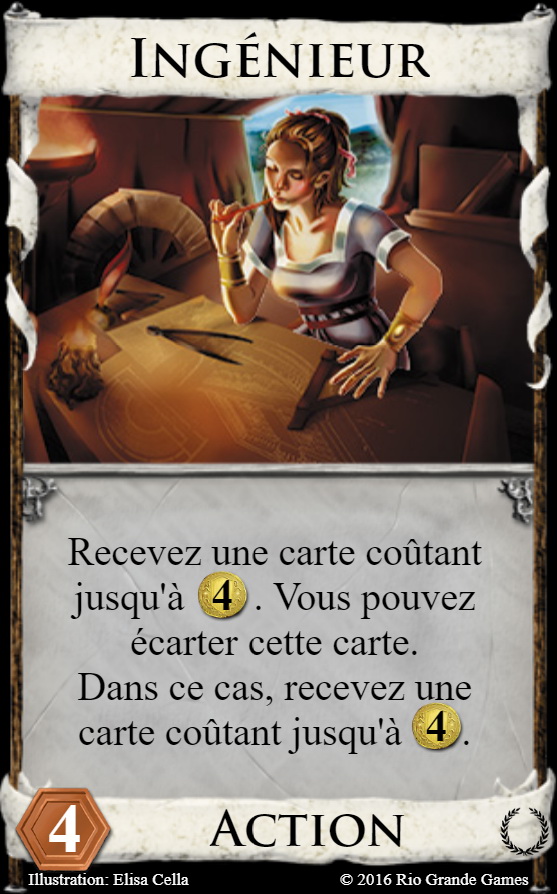 INGÉNIEUR
Recevez une carte coûtant
jusqu'à 4 . Vous pouvez
écarter cette carte.
Dans ce cas, recevez une
carte coûtant jusqu'à 4 .
4 ACTION
Illustration: Elisa Cella © 2016 Rio Grande Games